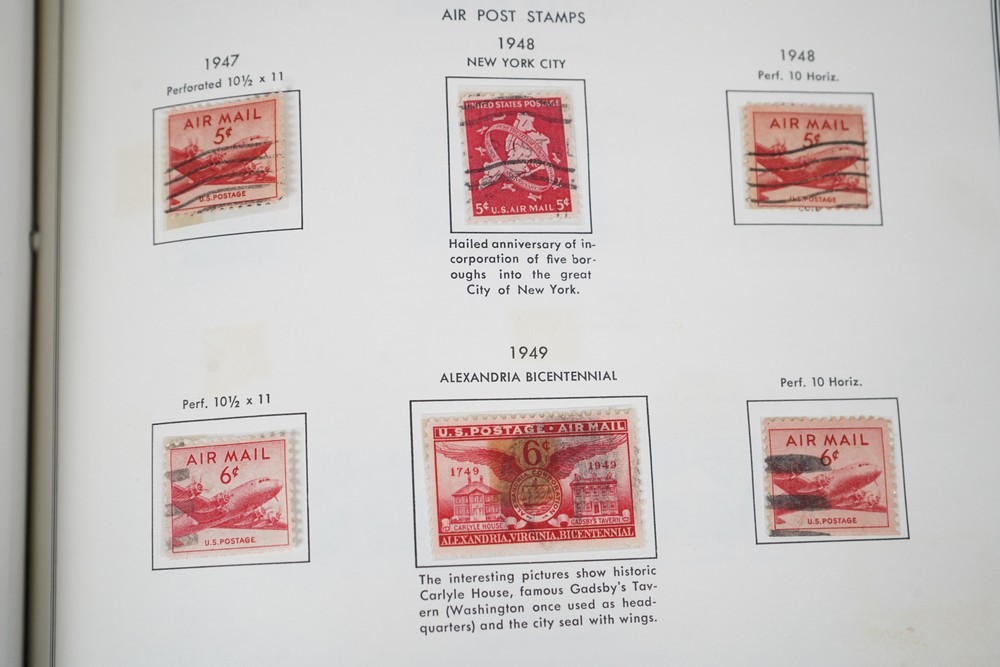 AIR POST STAMPS
1947
Perforated 10½ x 11
AIR MAIL
5¢
U.S. POSTAGE
1948
NEW YORK CITY
UNITED STATES POSTAGE
5¢ U.S. AIR MAIL 5¢
Hailed anniversary of in-
corporation of five bor-
oughs into the great
City of New York.
1948
Perf. 10 Horiz.
AIR MAIL
5¢
U.S. POSTAGE
Perf. 10½ x 11
AIR MAIL
6¢
U.S. POSTAGE
1949
ALEXANDRIA BICENTENNIAL
U.S. POSTAGE · AIR MAIL
6¢
1749 1949
CARLYLE HOUSE GADSBY'S TAVERN
ALEXANDRIA, VIRGINIA, BICENTENNIAL
The interesting pictures show historic
Carlyle House, famous Gadsby's Tav-
ern (Washington once used as head-
quarters) and the city seal with wings.
Perf. 10 Horiz.
AIR MAIL
6¢
U.S. POSTAGE